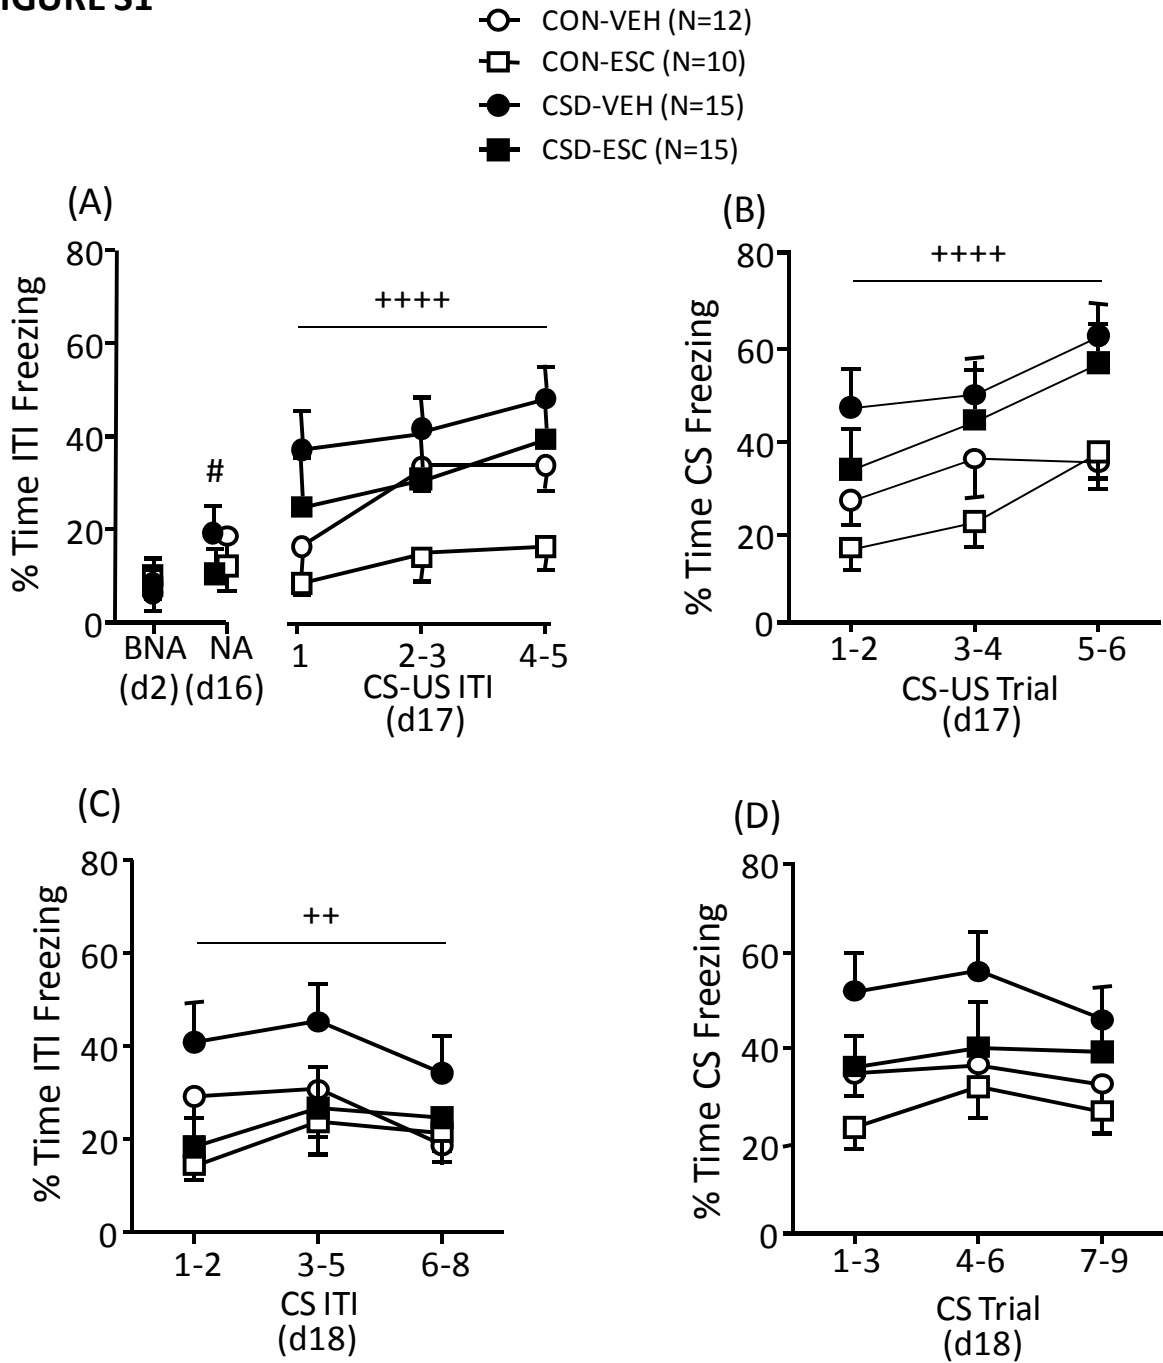 IGURE S1
CON-VEH (N=12)
CON-ESC (N=10)
CSD-VEH (N=15)
CSD-ESC (N=15)
(A)
% Time ITI Freezing
80
60
40
20
0
++++
#
BNA NA 1 2-3 4-5
(d2) (d16) CS-US ITI
(d17)
(B)
% Time CS Freezing
80
60
40
20
0
++++
1-2 3-4 5-6
CS-US Trial
(d17)
(C)
% Time ITI Freezing
80
60
40
20
0
++
1-2 3-5 6-8
CS ITI
(d18)
(D)
% Time CS Freezing
80
60
40
20
0
1-3 4-6 7-9
CS Trial
(d18)